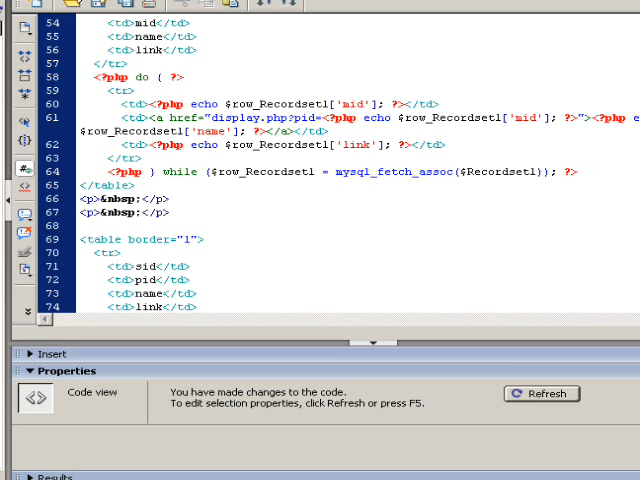 54 <td>mid</td>
55 <td>name</td>
56 <td>link</td>
57 </tr>
58 <?php do { ?>
59 <tr>
60 <td><?php echo $row_Recordset1['mid']; ?></td>
61 <td><a href="display.php?pid=<?php echo $row_Recordset1['mid']; ?>"><?php e
$row_Recordset1['name']; ?></a></td>
62 <td><?php echo $row_Recordset1['link']; ?></td>
63 </tr>
64 <?php } while ($row_Recordset1 = mysql_fetch_assoc($Recordset1)); ?>
65 </table>
66 <p>&nbsp;</p>
67 <p>&nbsp;</p>
68
69 <table border="1">
70 <tr>
71 <td>sid</td>
72 <td>pid</td>
73 <td>name</td>
74 <td>link</td>
Insert
Properties
Code view
You have made changes to the code.
To edit selection properties, click Refresh or press F5.
Refresh
Results